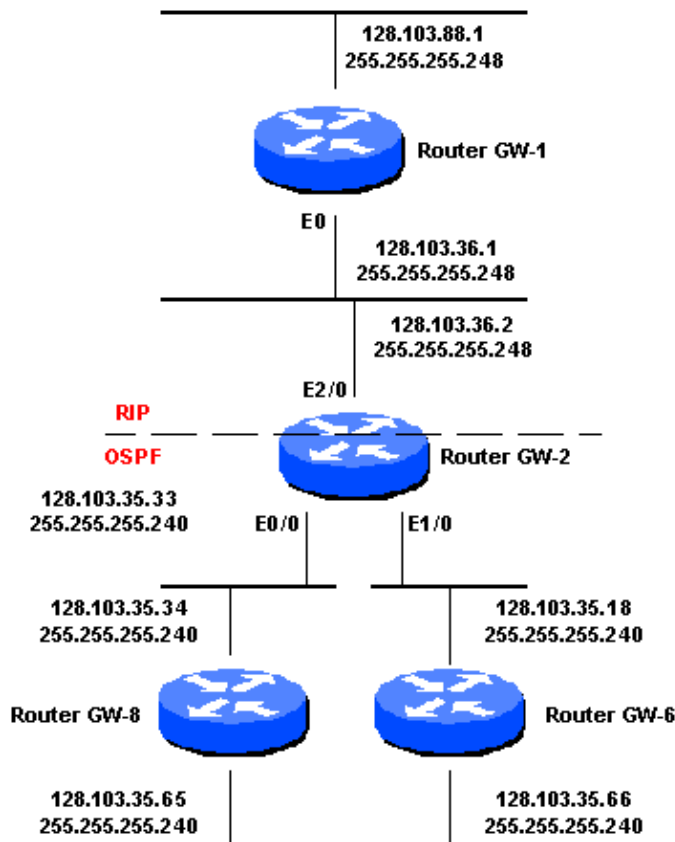 128.103.88.1
255.255.255.248
Router GW-1
E0
128.103.36.1
255.255.255.248
128.103.36.2
255.255.255.248
E2/0
RIP
OSPF
Router GW-2
128.103.35.33
255.255.255.240
E0/0
E1/0
128.103.35.34
255.255.255.240
128.103.35.18
255.255.255.240
Router GW-8
Router GW-6
128.103.35.65
255.255.255.240
128.103.35.66
255.255.255.240